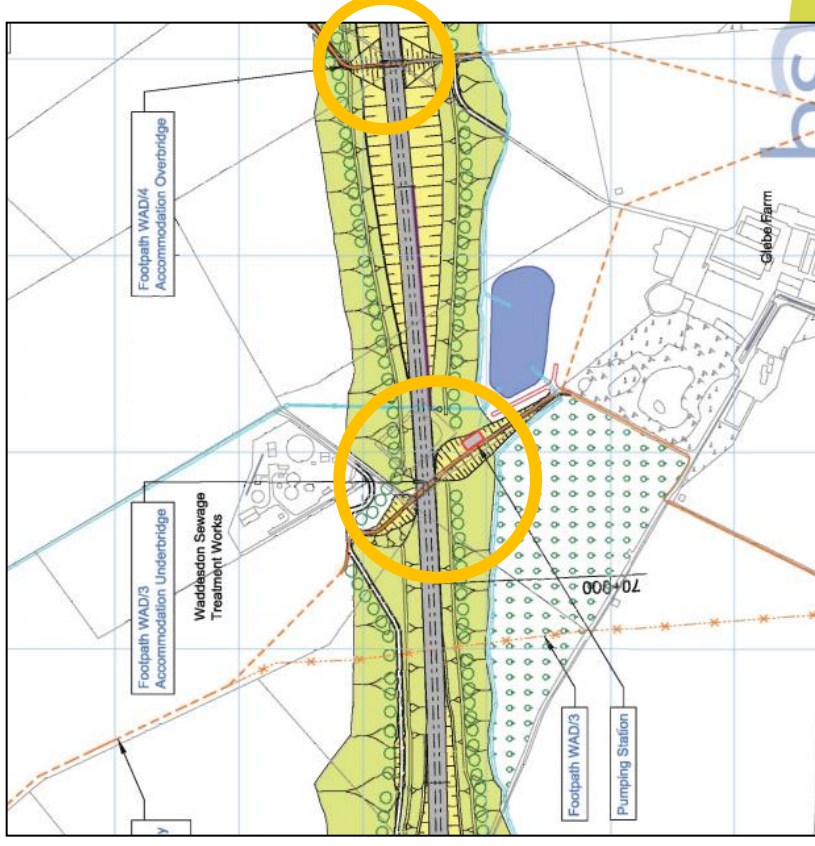 Footpath WAD/4
Accommodation Overbridge
Glebe Farm
Footpath WAD/3
Accommodation Underbridge
Waddesdon Sewage
Treatment Works
70+000
Footpath WAD/3
Pumping Station
y